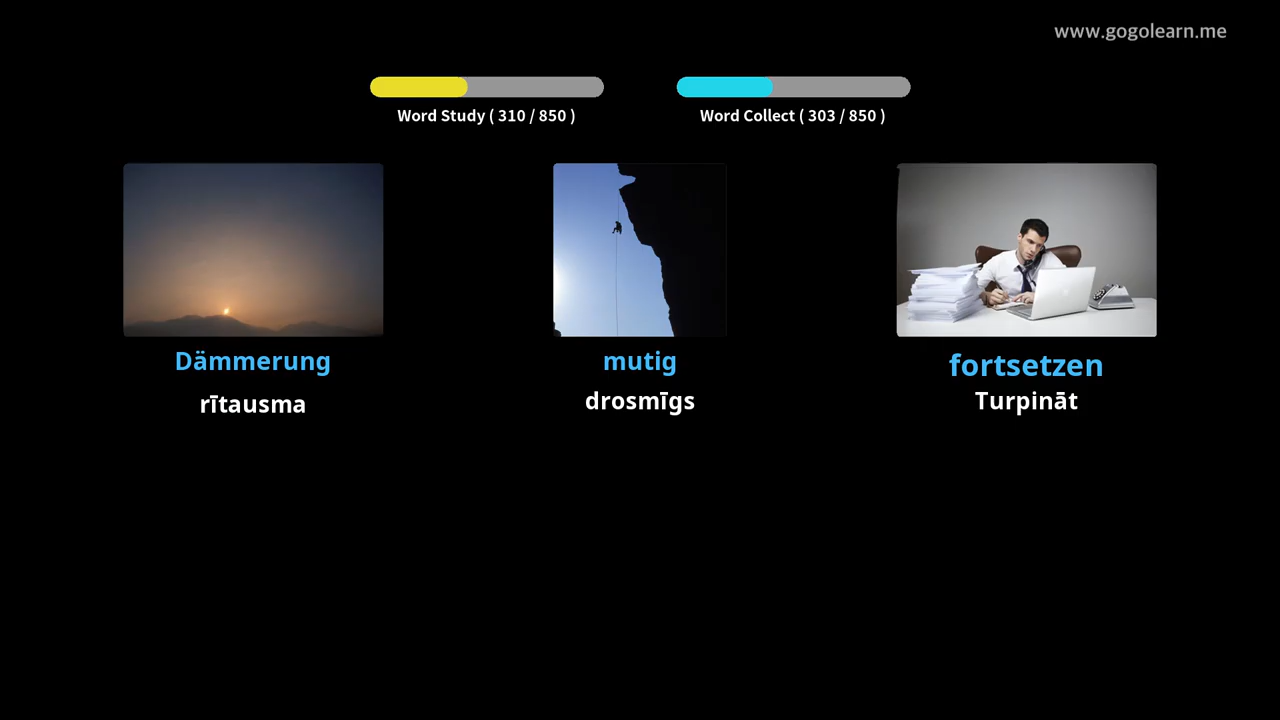 www.gogolearn.me
Word Study ( 310 / 850 )
Word Collect ( 303 / 850 )
Dämmerung
rītausma
mutig
drosmīgs
fortsetzen
Turpināt